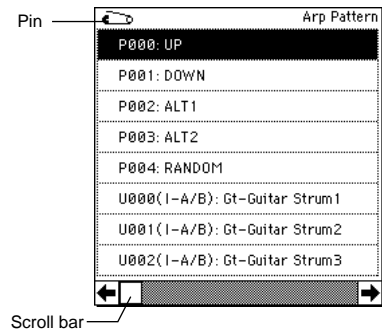 Pin
Arp Pattern
P000: UP
P001: DOWN
P002: ALT1
P003: ALT2
P004: RANDOM
U000(I-A/B): Gt-Guitar Strum1
U001(I-A/B): Gt-Guitar Strum2
U002(I-A/B): Gt-Guitar Strum3
Scroll bar